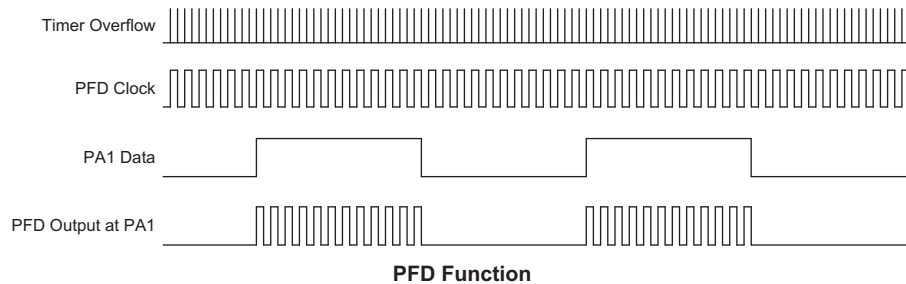 Timer Overflow
PFD Clock
PA1 Data
PFD Output at PA1
PFD Function